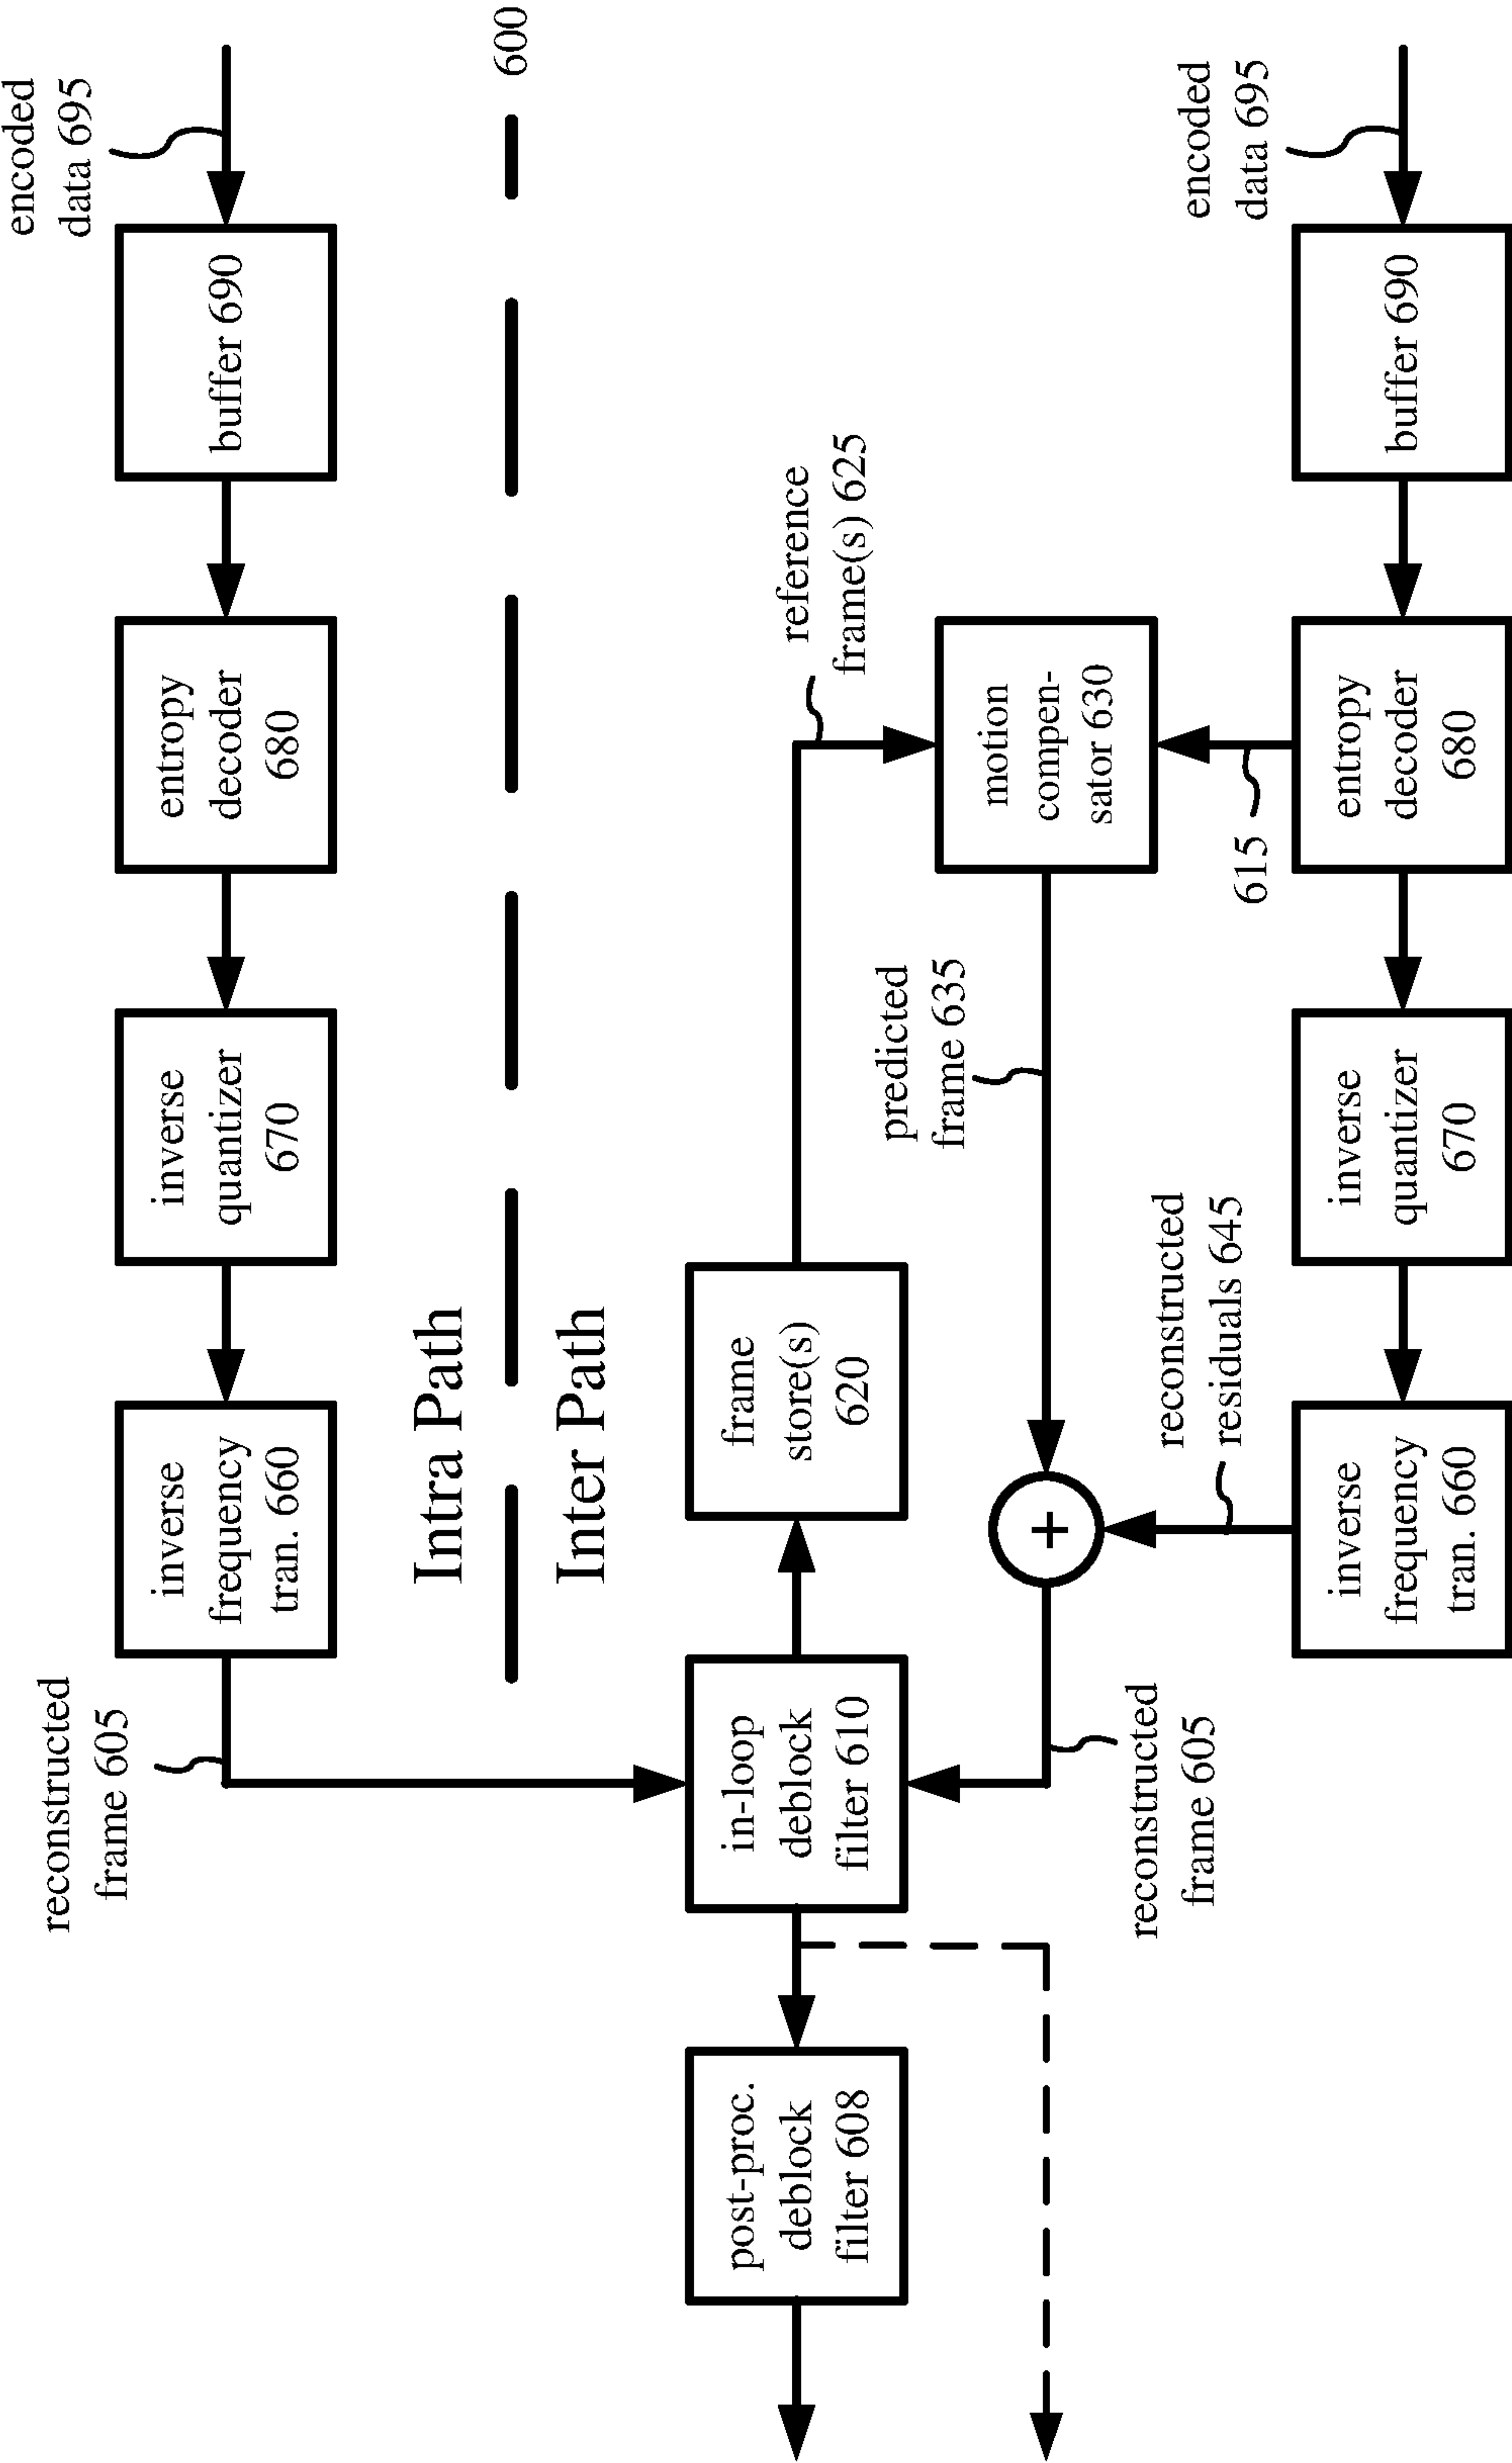 encoded
data 695
buffer 690
entropy
decoder
680
inverse
quantizer
670
inverse
frequency
tran. 660
reconstructed
frame 605
600
Intra Path
Inter Path
post-proc.
deblock
filter 608
in-loop
deblock
filter 610
frame
store(s)
620
reference
frame(s) 625
predicted
frame 635
motion
compen-
sator 630
+
reconstructed
frame 605
reconstructed
residuals 645
615
encoded
data 695
buffer 690
entropy
decoder
680
inverse
quantizer
670
inverse
frequency
tran. 660